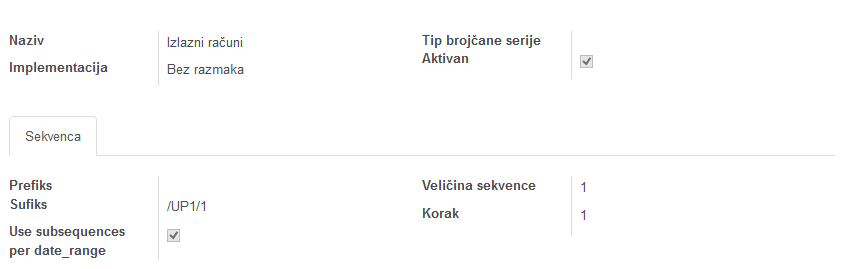 Naziv Izlazni računi Tip brojčane serije
Implementacija Bez razmaka Aktivan
Sekvenca
Prefiks Veličina sekvence 1
Sufiks /UP1/1 Korak 1
Use subsequences
per date_range